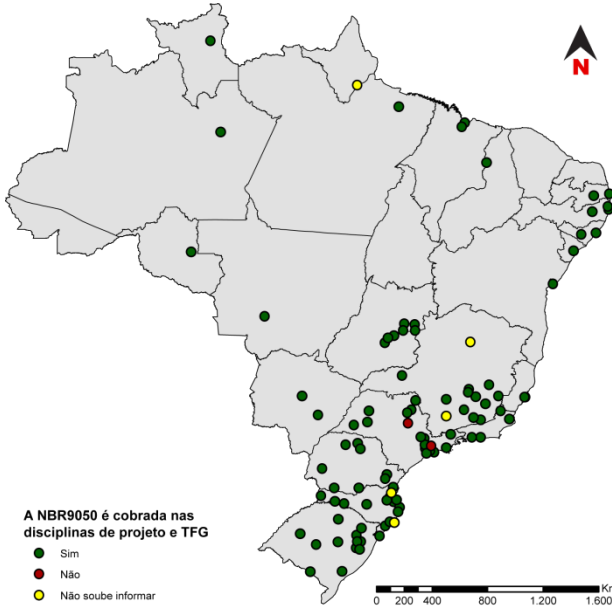 N
A NBR9050 é cobrada nas
disciplinas de projeto e TFG
Sim
Não
Não soube informar
Km
0 200 400 800 1.200 1.600